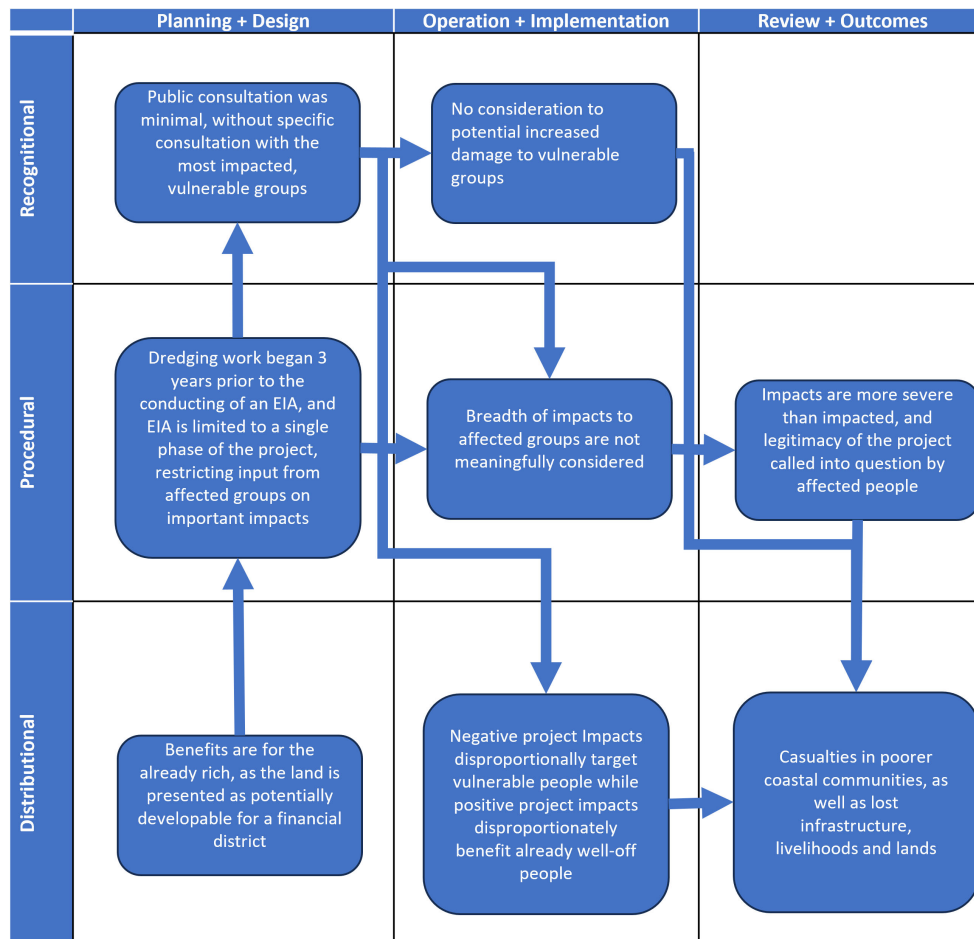 Planning + Design
Operation + Implementation
Review + Outcomes
Recognitional
Public consultation was
minimal, without specific
consultation with the
most impacted,
vulnerable groups
No consideration to
potential increased
damage to vulnerable
groups
Procedural
Dredging work began 3
years prior to the
conducting of an EIA, and
EIA is limited to a single
phase of the project,
restricting input from
affected groups on
important impacts
Breadth of impacts to
affected groups are not
meaningfully considered
Impacts are more severe
than impacted, and
legitimacy of the project
called into question by
affected people
Distributional
Benefits are for the
already rich, as the land is
presented as potentially
developable for a financial
district
Negative project Impacts
disproportionally target
vulnerable people while
positive project impacts
disproportionately
benefit already well-off
people
Casualties in poorer
coastal communities, as
well as lost
infrastructure,
livelihoods and lands